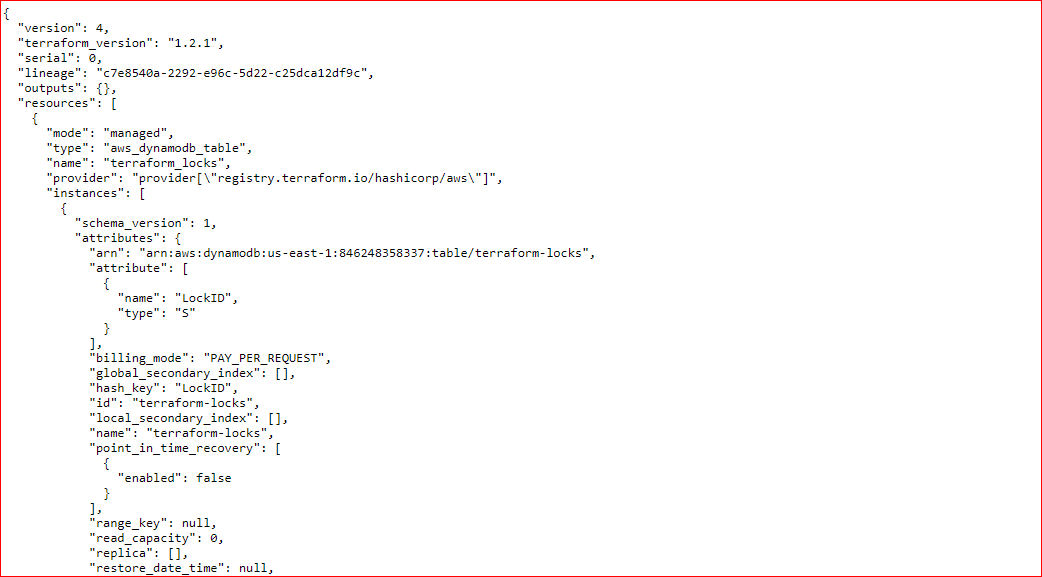 {
  "version": 4,
  "terraform_version": "1.2.1",
  "serial": 0,
  "lineage": "c7e8540a-2292-e96c-5d22-c25dca12df9c",
  "outputs": {},
  "resources": [
    {
      "mode": "managed",
      "type": "aws_dynamodb_table",
      "name": "terraform_locks",
      "provider": "provider[\"registry.terraform.io/hashicorp/aws\"]",
      "instances": [
        {
          "schema_version": 1,
          "attributes": {
            "arn": "arn:aws:dynamodb:us-east-1:846248358337:table/terraform-locks",
            "attribute": [
              {
                "name": "LockID",
                "type": "S"
              }
            ],
            "billing_mode": "PAY_PER_REQUEST",
            "global_secondary_index": [],
            "hash_key": "LockID",
            "id": "terraform-locks",
            "local_secondary_index": [],
            "name": "terraform-locks",
            "point_in_time_recovery": [
              {
                "enabled": false
              }
            ],
            "range_key": null,
            "read_capacity": 0,
            "replica": [],
            "restore_date_time": null,